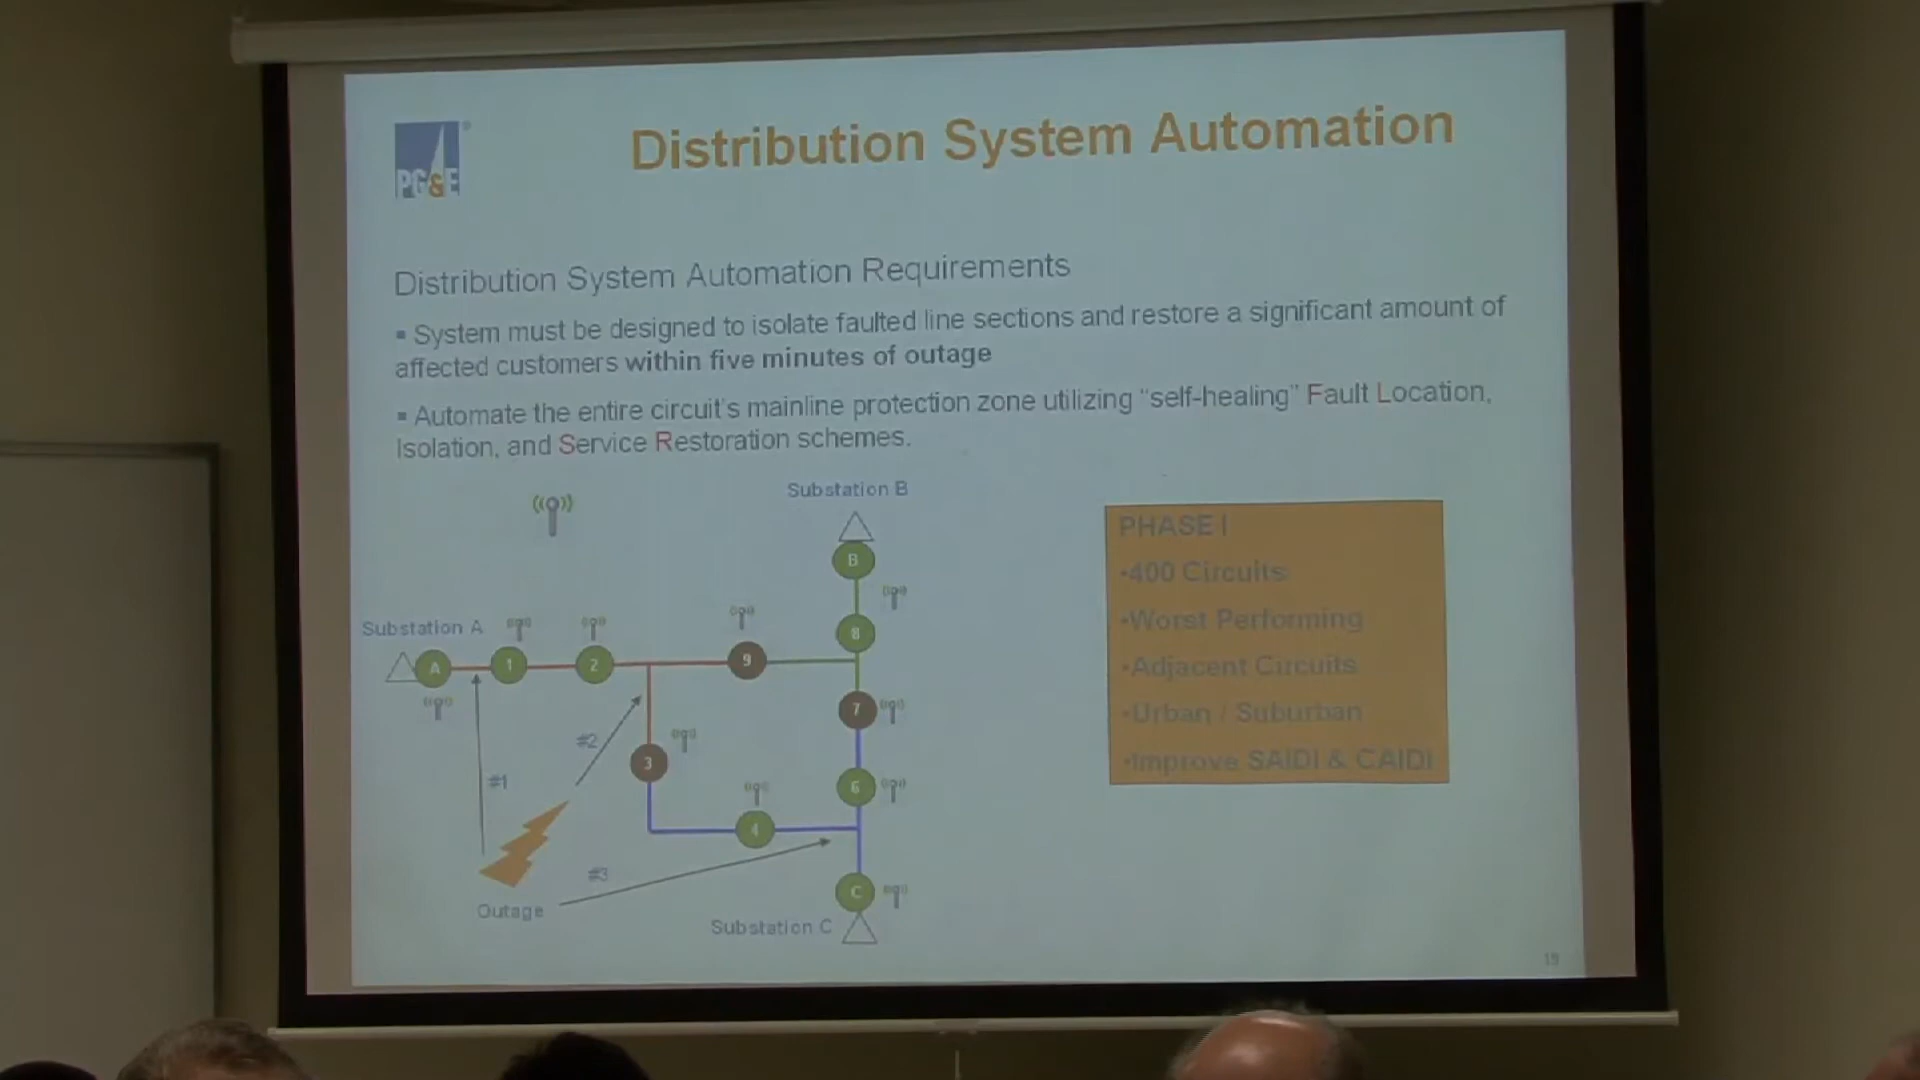 PG&E
Distribution System Automation
Distribution System Automation Requirements
▪ System must be designed to isolate faulted line sections and restore a significant amount of
affected customers within five minutes of outage
▪ Automate the entire circuit's mainline protection zone utilizing "self-healing" Fault Location,
Isolation, and Service Restoration schemes.
Substation B
B
8
Substation A
A
1
2
9
7
#2
3
#1
6
4
#3
Outage
C
Substation C
PHASE I
•400 Circuits
•Worst Performing
•Adjacent Circuits
•Urban / Suburban
•Improve SAIDI & CAIDI
19